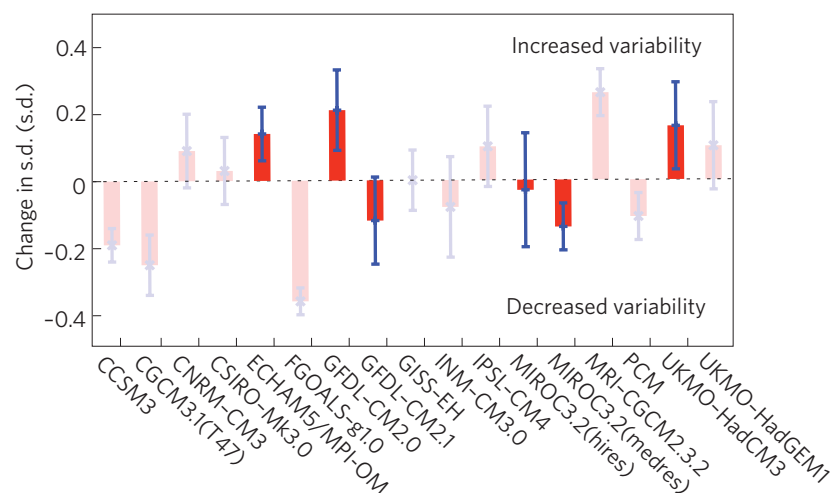 Change in s.d. (s.d.)
0.4
0.2
0
-0.2
-0.4
Increased variability
Decreased variability
CCSM3
CGCM3.1(T47)
CNRM-CM3
CSIRO-Mk3.0
ECHAM5/MPI-OM
FGOALS-g1.0
GFDL-CM2.0
GFDL-CM2.1
GISS-EH
INM-CM3.0
IPSL-CM4
MIROC3.2(hires)
MIROC3.2(medres)
MRI-CGCM2.3.2
PCM
UKMO-HadCM3
UKMO-HadGEM1